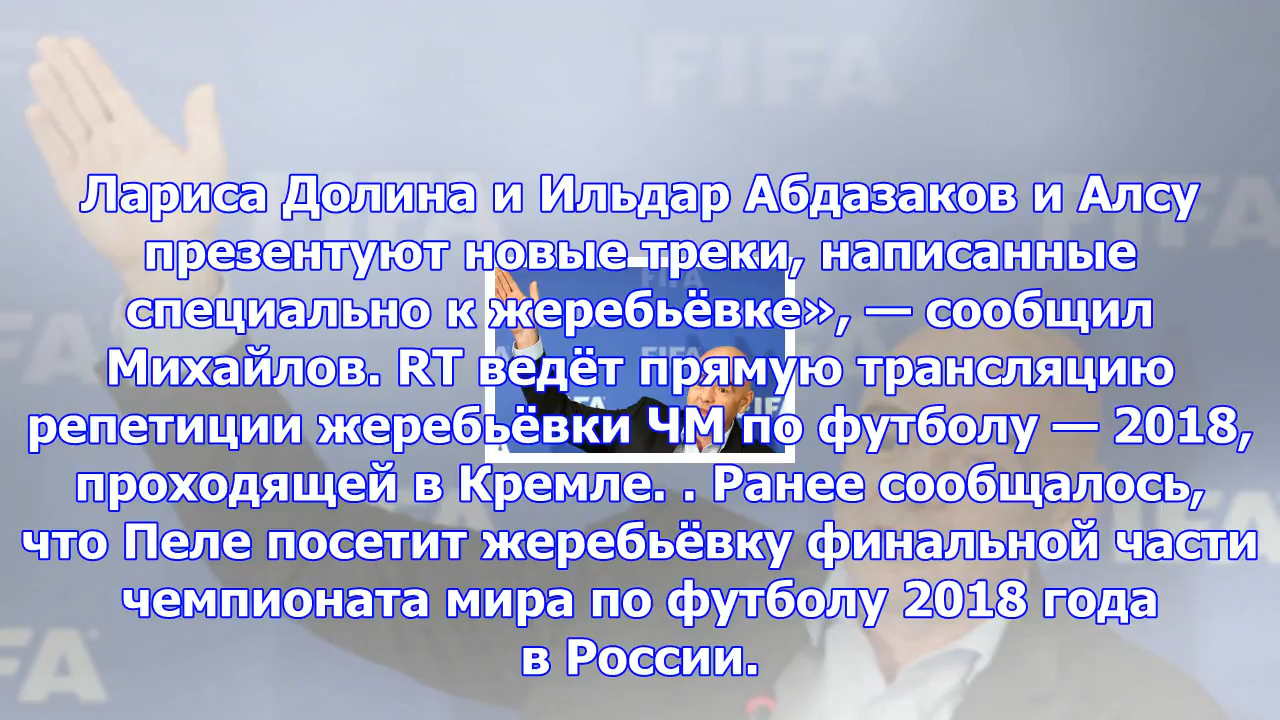 FIFA
Лариса Долина и Ильдар Абдазаков и Алсу
презентуют новые треки, написанные
специально к жеребьёвке», — сообщил
Михайлов. RT ведёт прямую трансляцию
репетиции жеребьёвки ЧМ по футболу — 2018,
проходящей в Кремле. . Ранее сообщалось,
что Пеле посетит жеребьёвку финальной части
чемпионата мира по футболу 2018 года
в России.